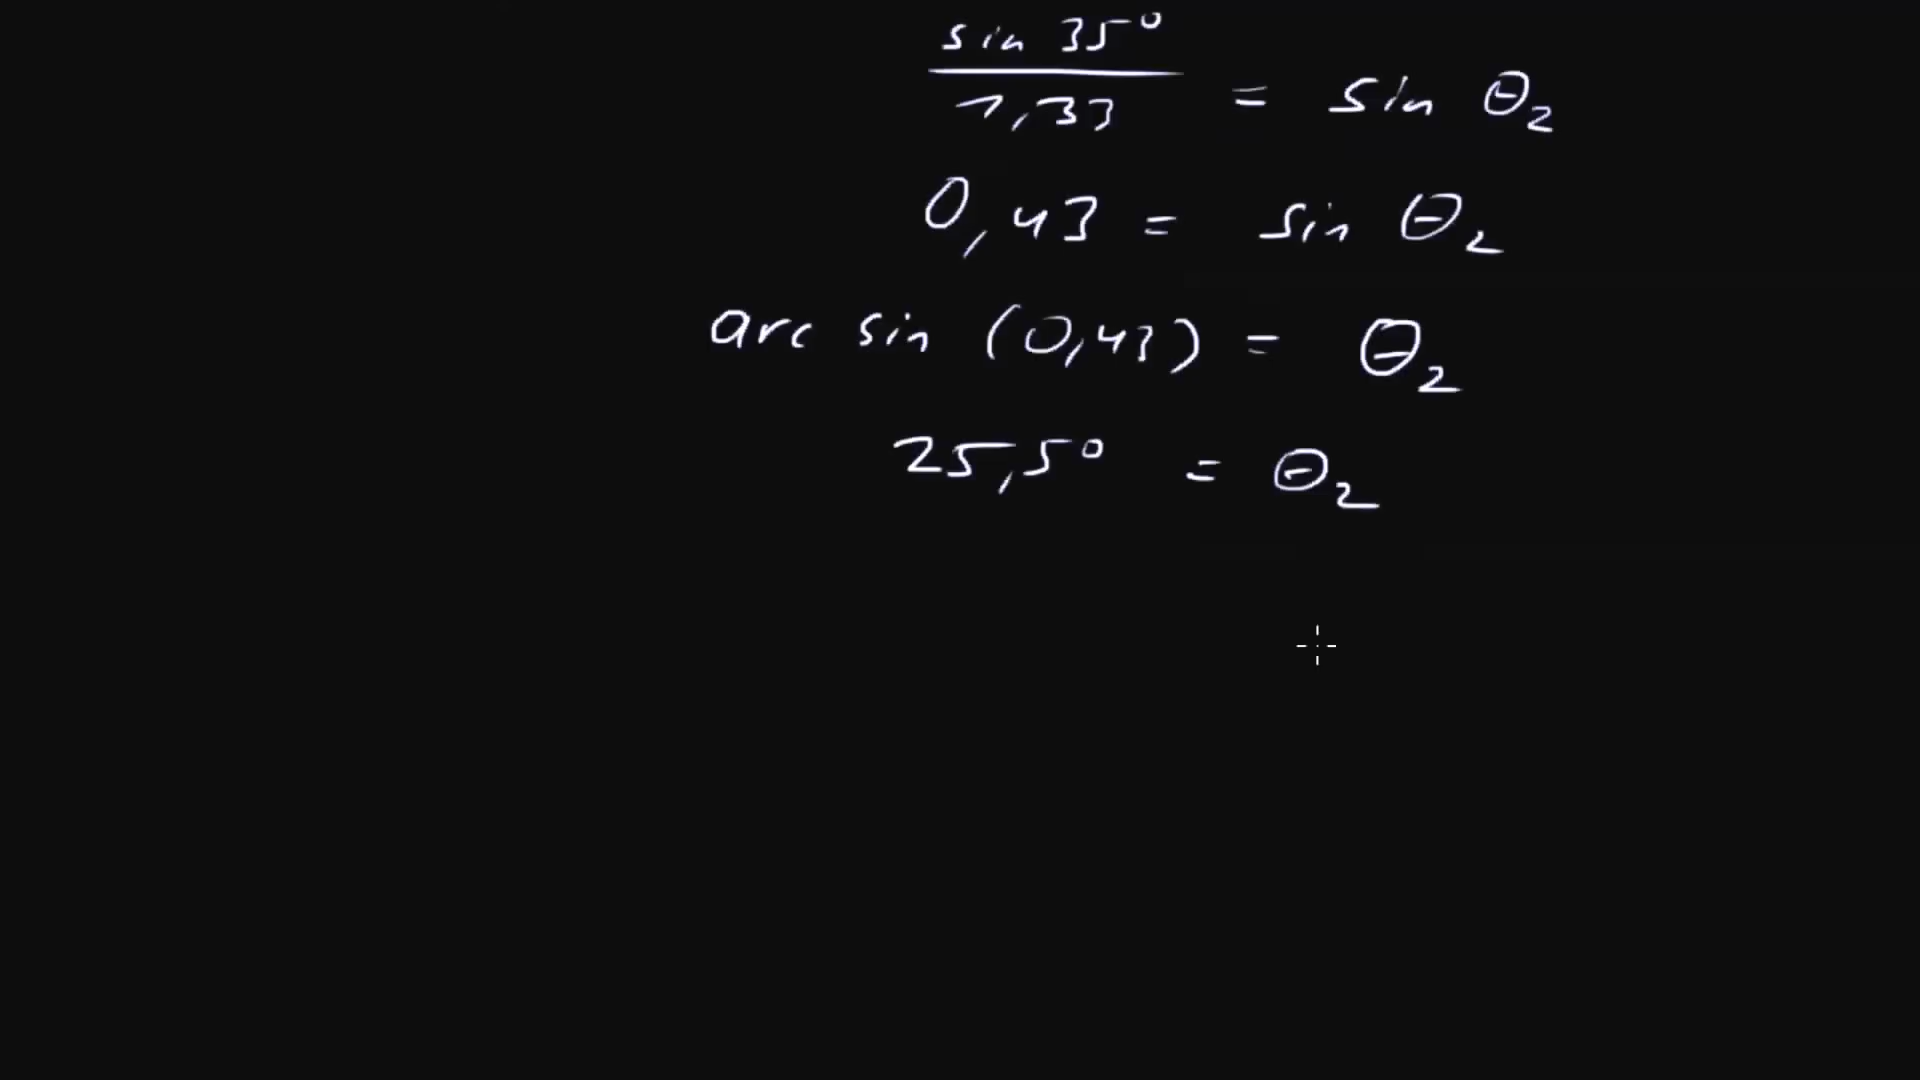 sin 35° / 1,33 = sin θ₂
0,43 = sin θ₂
arc sin (0,43) = θ₂
25,5° = θ₂